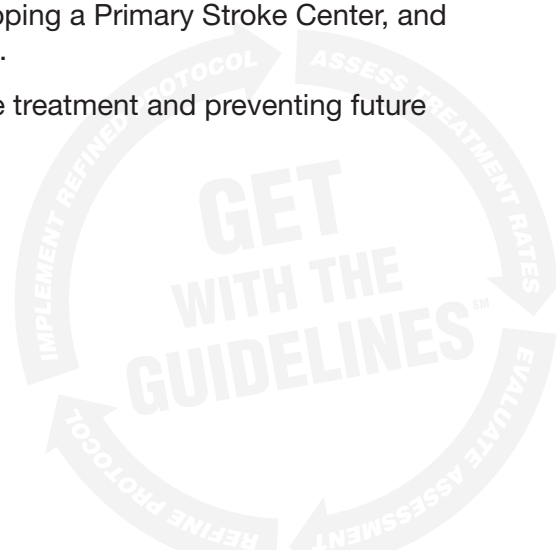 oping a Primary Stroke Center, and
.
e treatment and preventing future
ASSESS TREATMENT RATES
EVALUATE ASSESSMENT
REFINE PROTOCOL
IMPLEMENT REFINED PROTOCOL
GET
WITH THE
GUIDELINES℠